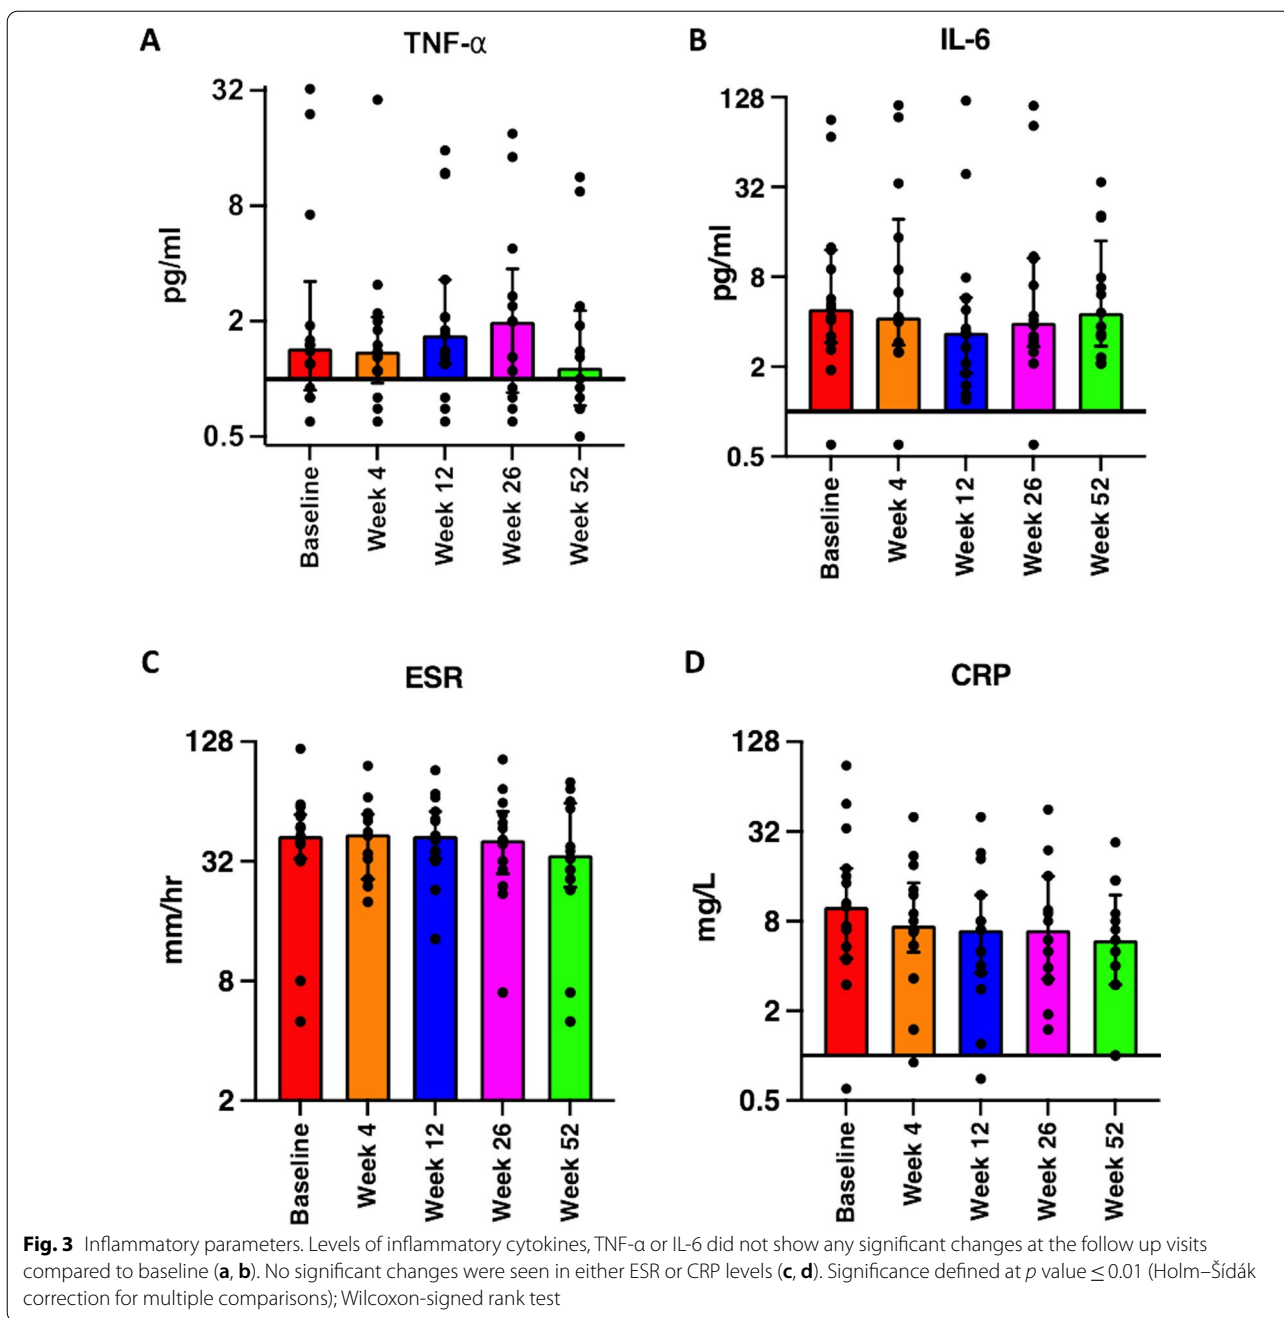 A
TNF-α
32
8
2
0.5
pg/ml
Baseline
Week 4
Week 12
Week 26
Week 52
B
IL-6
128
32
8
2
0.5
pg/ml
Baseline
Week 4
Week 12
Week 26
Week 52
C
ESR
128
32
8
2
mm/hr
Baseline
Week 4
Week 12
Week 26
Week 52
D
CRP
128
32
8
2
0.5
mg/L
Baseline
Week 4
Week 12
Week 26
Week 52
Fig. 3 Inflammatory parameters. Levels of inflammatory cytokines, TNF-α or IL-6 did not show any significant changes at the follow up visits
compared to baseline (a, b). No significant changes were seen in either ESR or CRP levels (c, d). Significance defined at p value ≤ 0.01 (Holm–Šídák
correction for multiple comparisons); Wilcoxon-signed rank test